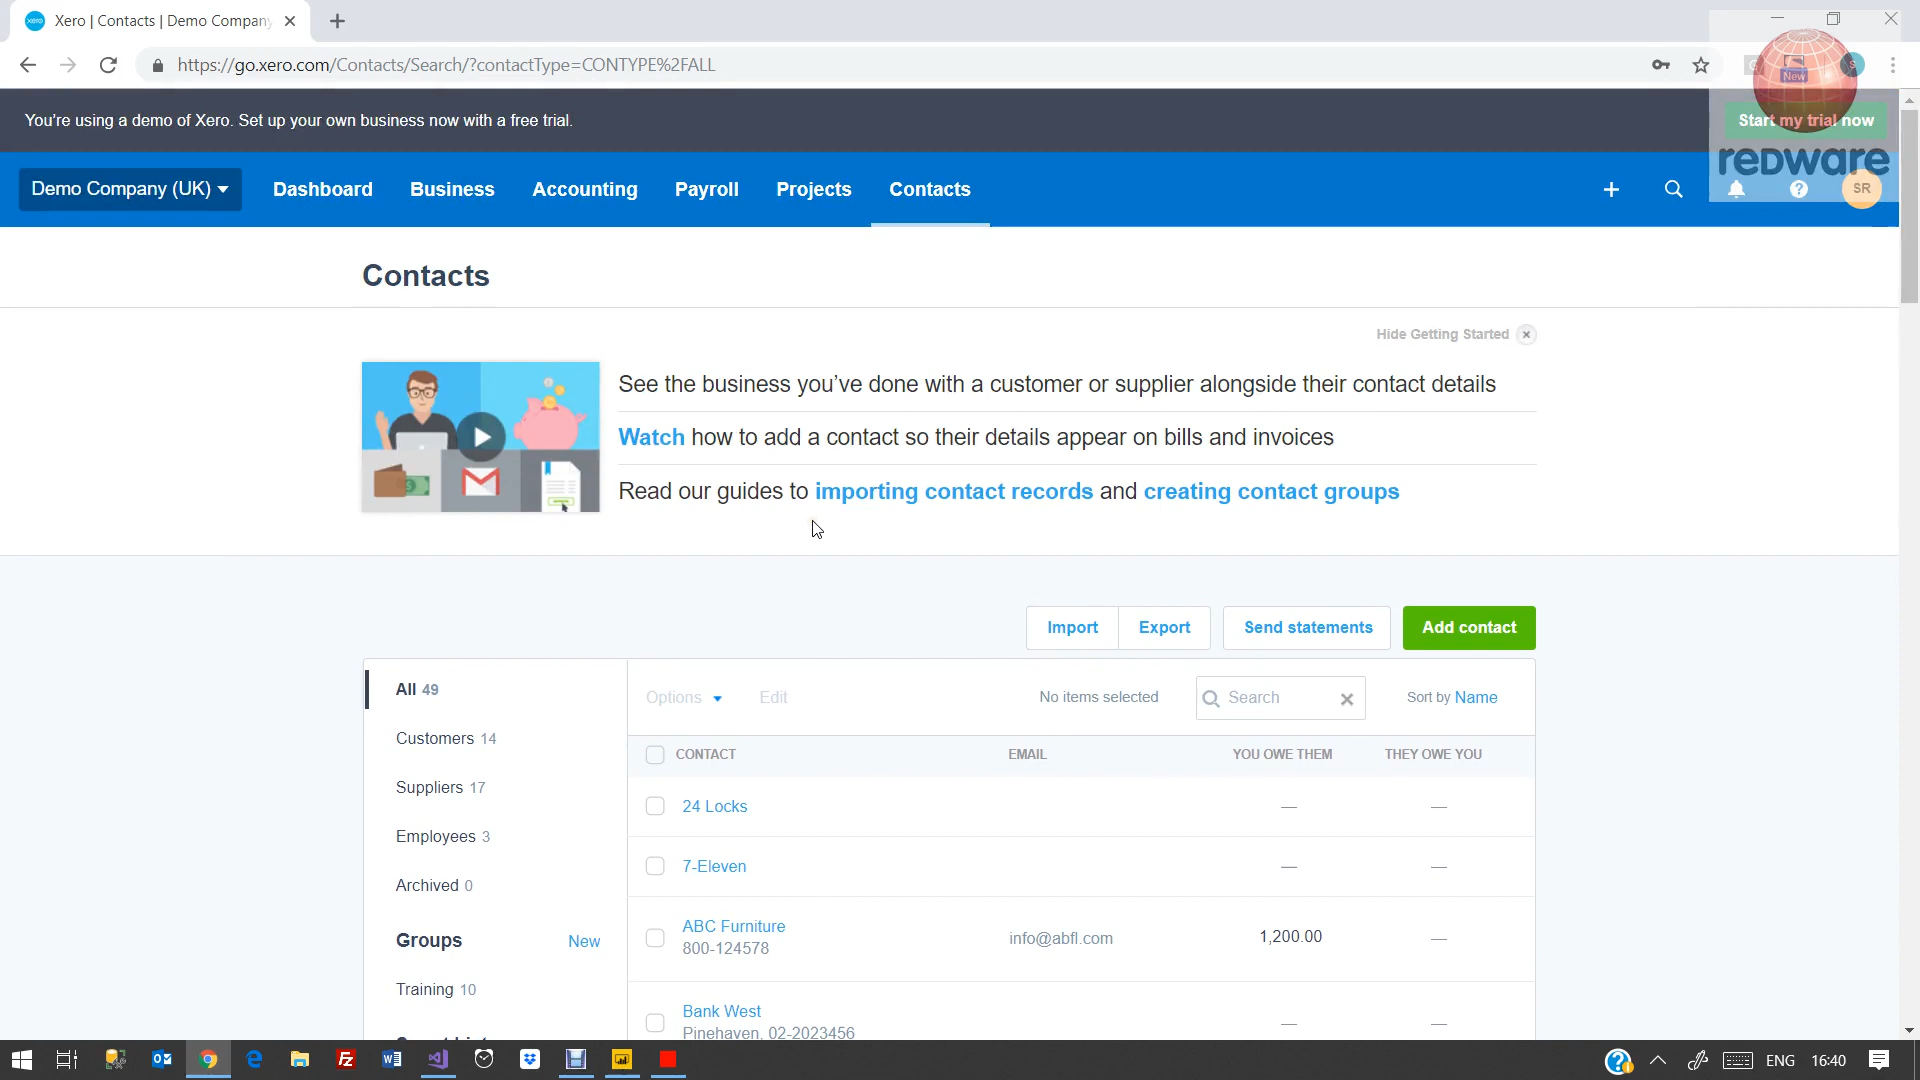 Xero | Contacts | Demo Company
https://go.xero.com/Contacts/Search/?contactType=CONTYPE%2FALL
New
S
You're using a demo of Xero. Set up your own business now with a free trial.
Start my trial now
reDware
Demo Company (UK)
Dashboard
Business
Accounting
Payroll
Projects
Contacts
SR
Contacts
Hide Getting Started
See the business you've done with a customer or supplier alongside their contact details
Watch how to add a contact so their details appear on bills and invoices
Read our guides to importing contact records and creating contact groups
Import
Export
Send statements
Add contact
All 49
Customers 14
Suppliers 17
Employees 3
Archived 0
Groups New
Training 10
Options
Edit
No items selected
Search
Sort by Name
CONTACT EMAIL YOU OWE THEM THEY OWE YOU
24 Locks — —
7-Eleven — —
ABC Furniture
800-124578 info@abfl.com 1,200.00 —
Bank West
Pinehaven, 02-2023456 — —
ENG 16:40